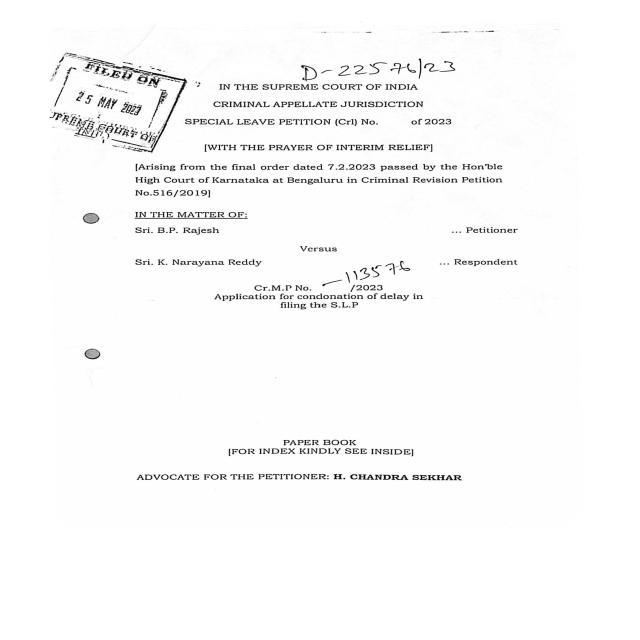 D-22576/23
FILED ON
25 MAY 2023
SUPREME COURT OF
INDIA
IN THE SUPREME COURT OF INDIA
CRIMINAL APPELLATE JURISDICTION
SPECIAL LEAVE PETITION (Crl) No. of 2023
[WITH THE PRAYER OF INTERIM RELIEF]
[Arising from the final order dated 7.2.2023 passed by the Hon'ble
High Court of Karnataka at Bengaluru in Criminal Revision Petition
No.516/2019]
IN THE MATTER OF:
Sri. B.P. Rajesh ... Petitioner
Versus
Sri. K. Narayana Reddy ... Respondent
Cr.M.P No. —113576 /2023
Application for condonation of delay in
filing the S.L.P
PAPER BOOK
[FOR INDEX KINDLY SEE INSIDE]
ADVOCATE FOR THE PETITIONER: H. CHANDRA SEKHAR